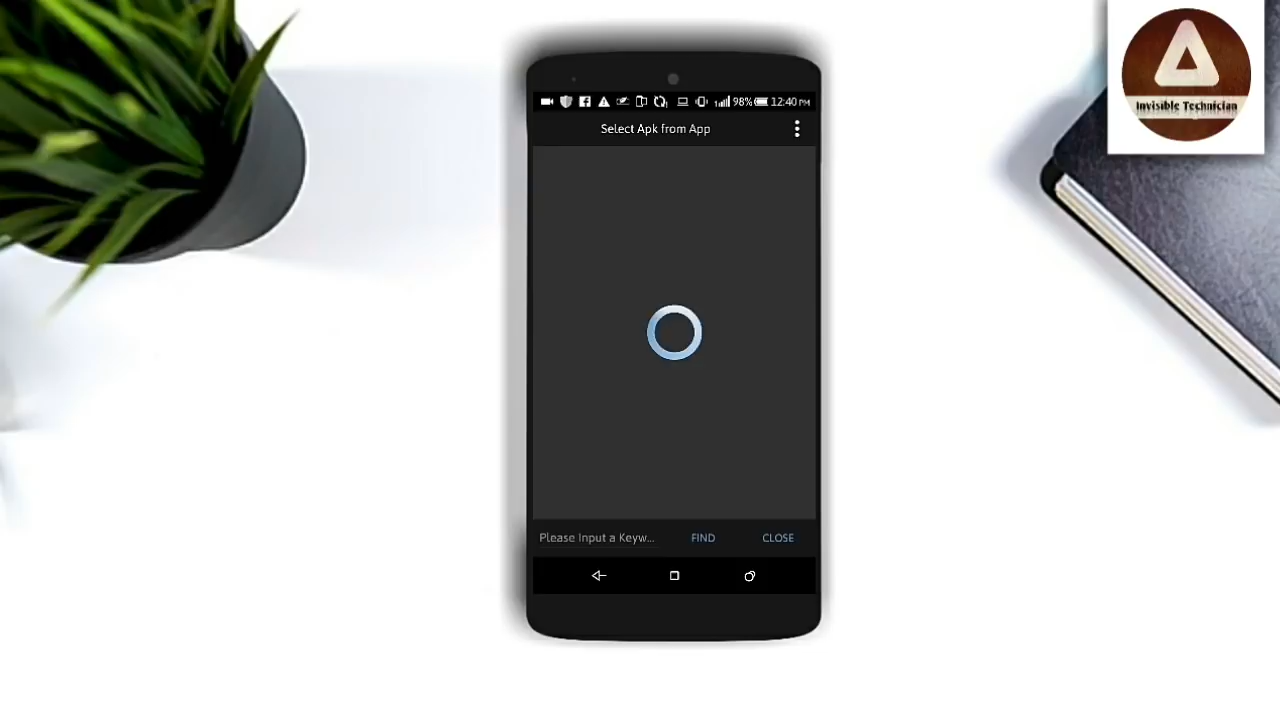 98% 12:40 PM
Select Apk from App
Please Input a Keyw...
FIND
CLOSE
Invisible Technician